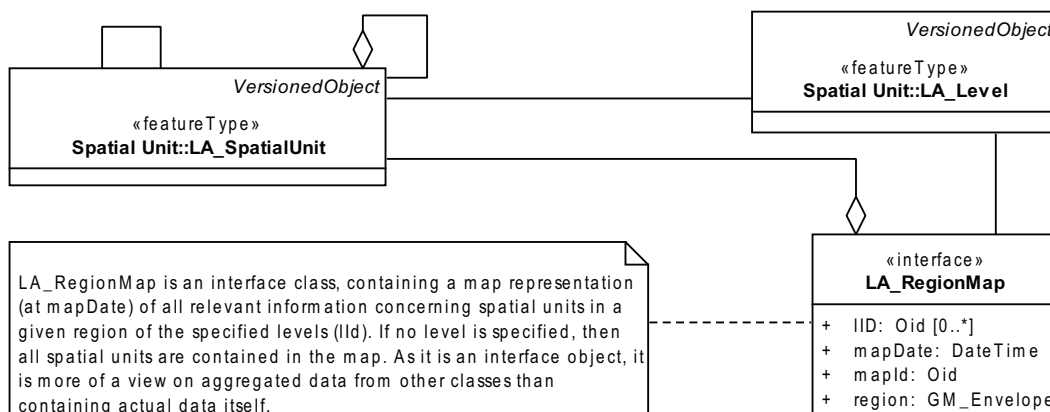 VersionedObject
«featureType»
Spatial Unit::LA_SpatialUnit
VersionedObject
«featureType»
Spatial Unit::LA_Level
LA_RegionMap is an interface class, containing a map representation
(at mapDate) of all relevant information concerning spatial units in a
given region of the specified levels (lId). If no level is specified, then
all spatial units are contained in the map. As it is an interface object, it
is more of a view on aggregated data from other classes than
containing actual data itself.
«interface»
LA_RegionMap
+ lID: Oid [0..*]
+ mapDate: DateTime
+ mapId: Oid
+ region: GM_Envelope